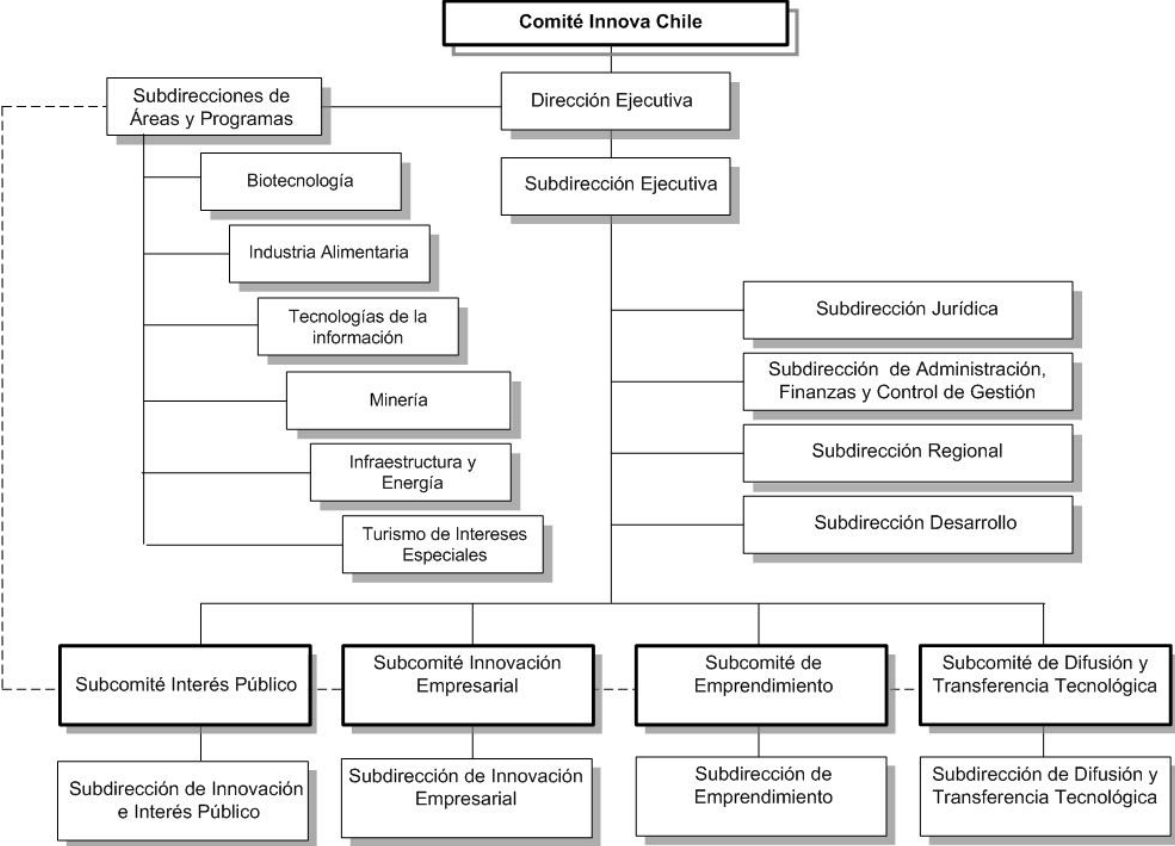 Comité Innova Chile
Subdirecciones de
Áreas y Programas
Dirección Ejecutiva
Subdirección Ejecutiva
Biotecnología
Industria Alimentaria
Tecnologías de la
información
Minería
Infraestructura y
Energía
Turismo de Intereses
Especiales
Subdirección Jurídica
Subdirección de Administración,
Finanzas y Control de Gestión
Subdirección Regional
Subdirección Desarrollo
Subcomité Interés Público
Subcomité Innovación
Empresarial
Subcomité de
Emprendimiento
Subcomité de Difusión y
Transferencia Tecnológica
Subdirección de Innovación
e Interés Público
Subdirección de Innovación
Empresarial
Subdirección de
Emprendimiento
Subdirección de Difusión y
Transferencia Tecnológica